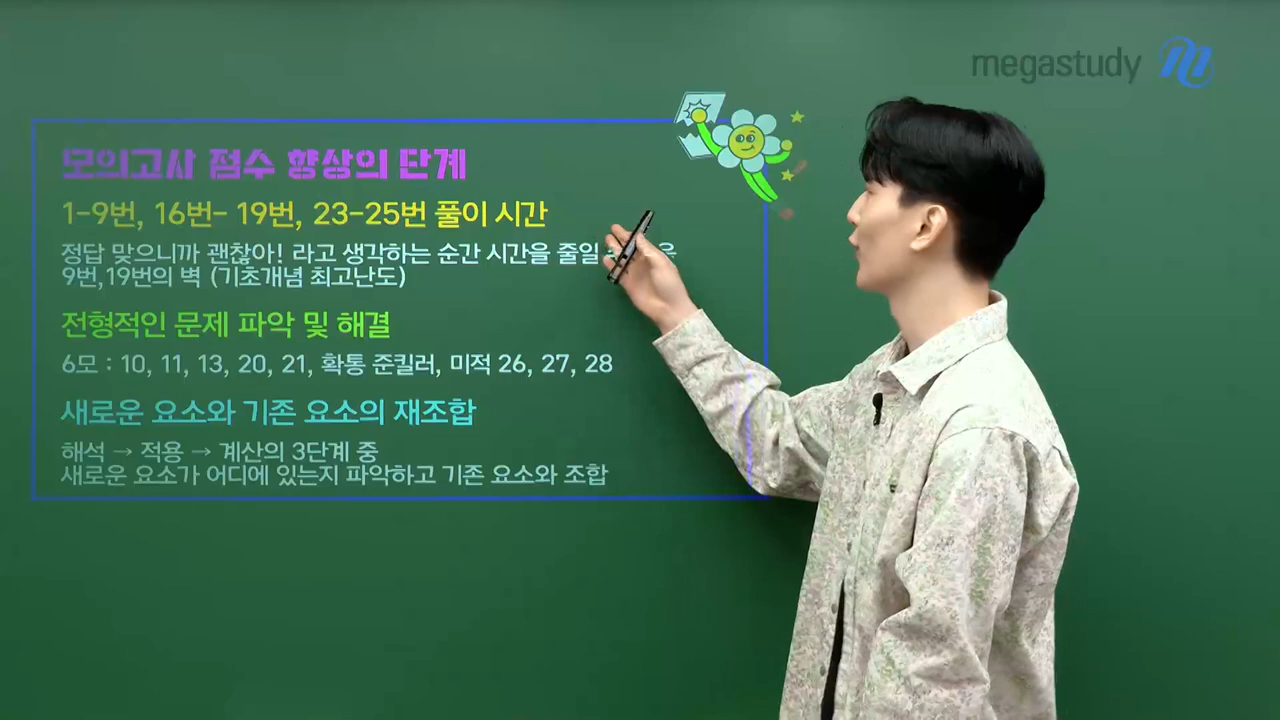 megastudy
모의고사 점수 향상의 단계
1-9번, 16번- 19번, 23-25번 풀이 시간
정답 맞으니까 괜찮아! 라고 생각하는 순간 시간을 줄일
9번,19번의 벽 (기초개념 최고난도)
전형적인 문제 파악 및 해결
6모 : 10, 11, 13, 20, 21, 확통 준킬러, 미적 26, 27, 28
새로운 요소와 기존 요소의 재조합
해석 → 적용 → 계산의 3단계 중
새로운 요소가 어디에 있는지 파악하고 기존 요소와 조합